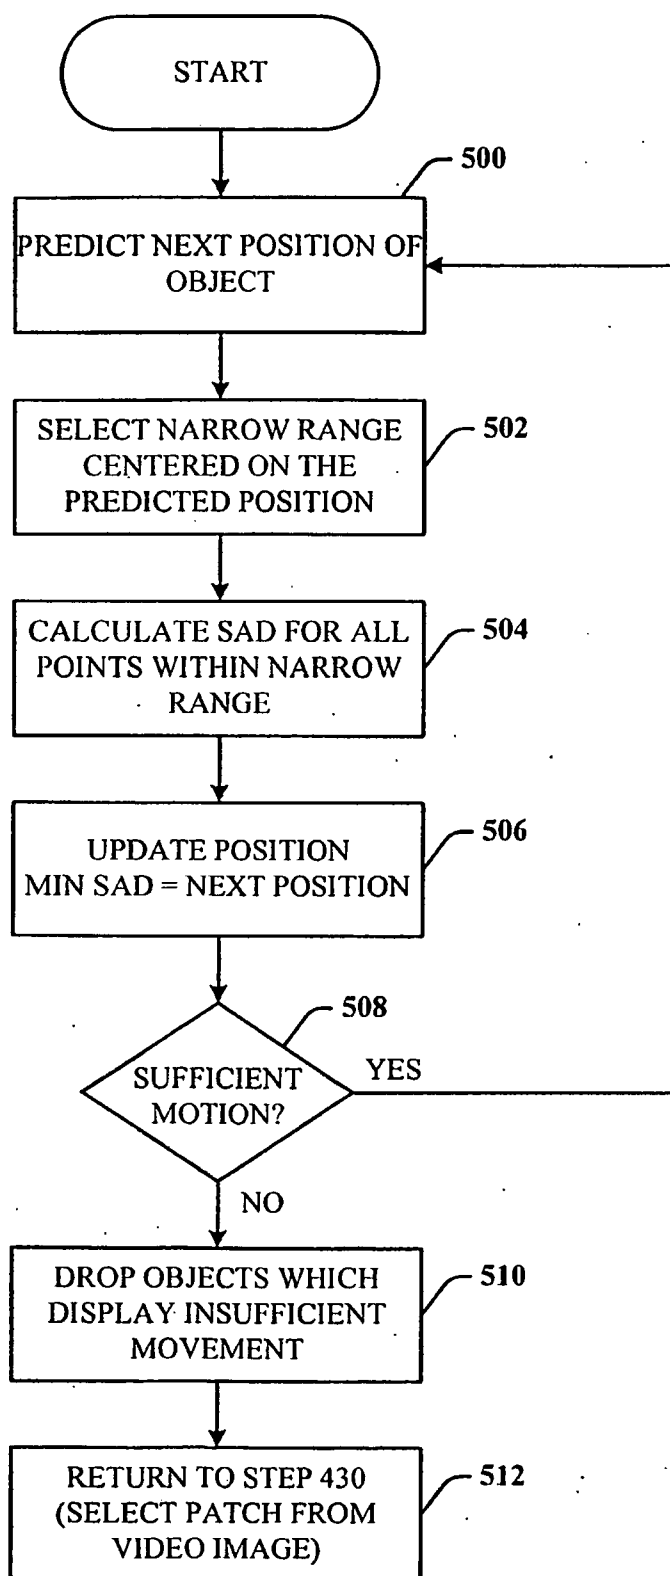 START
500
PREDICT NEXT POSITION OF
OBJECT
502
SELECT NARROW RANGE
CENTERED ON THE
PREDICTED POSITION
504
CALCULATE SAD FOR ALL
POINTS WITHIN NARROW
RANGE
506
UPDATE POSITION
MIN SAD = NEXT POSITION
508
SUFFICIENT
MOTION?
YES
NO
510
DROP OBJECTS WHICH
DISPLAY INSUFFICIENT
MOVEMENT
512
RETURN TO STEP 430
(SELECT PATCH FROM
VIDEO IMAGE)